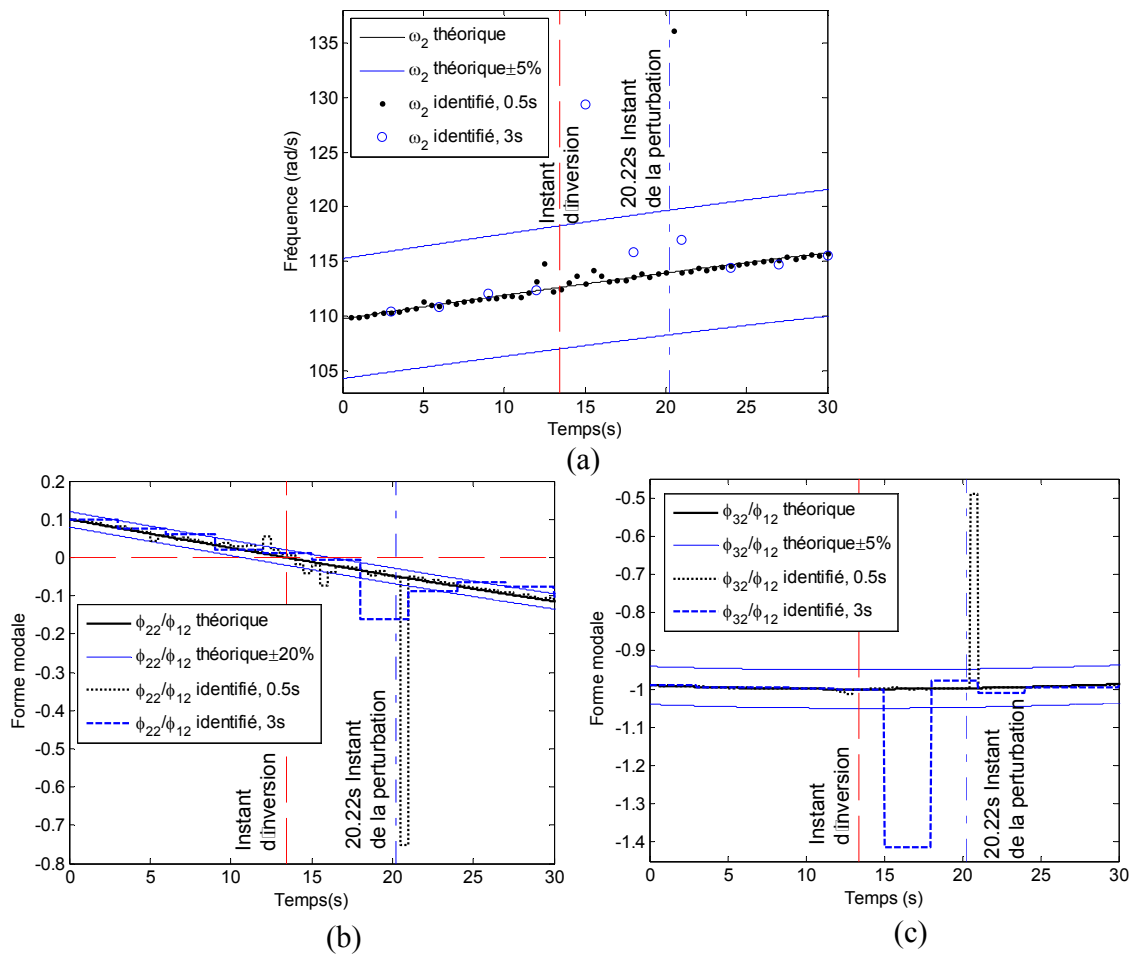 ω2 théorique
ω2 théorique±5%
ω2 identifié, 0.5s
ω2 identifié, 3s
135
130
125
120
115
110
105
Fréquence (rad/s)
Instant
d□inversion
20.22s Instant
de la perturbation
0 5 10 15 20 25 30
Temps(s)
(a)
0.2
0.1
0
-0.1
-0.2
-0.3
-0.4
-0.5
-0.6
-0.7
-0.8
Forme modale
ϕ22/ϕ12 théorique
ϕ22/ϕ12 théorique±20%
ϕ22/ϕ12 identifié, 0.5s
ϕ22/ϕ12 identifié, 3s
Instant
d□inversion
20.22s Instant
de la perturbation
0 5 10 15 20 25 30
Temps(s)
(b)
-0.5
-0.6
-0.7
-0.8
-0.9
-1
-1.1
-1.2
-1.3
-1.4
Forme modale
ϕ32/ϕ12 théorique
ϕ32/ϕ12 théorique±5%
ϕ32/ϕ12 identifié, 0.5s
ϕ32/ϕ12 identifié, 3s
Instant
d□inversion
20.22s Instant
de la perturbation
0 5 10 15 20 25 30
Temps (s)
(c)